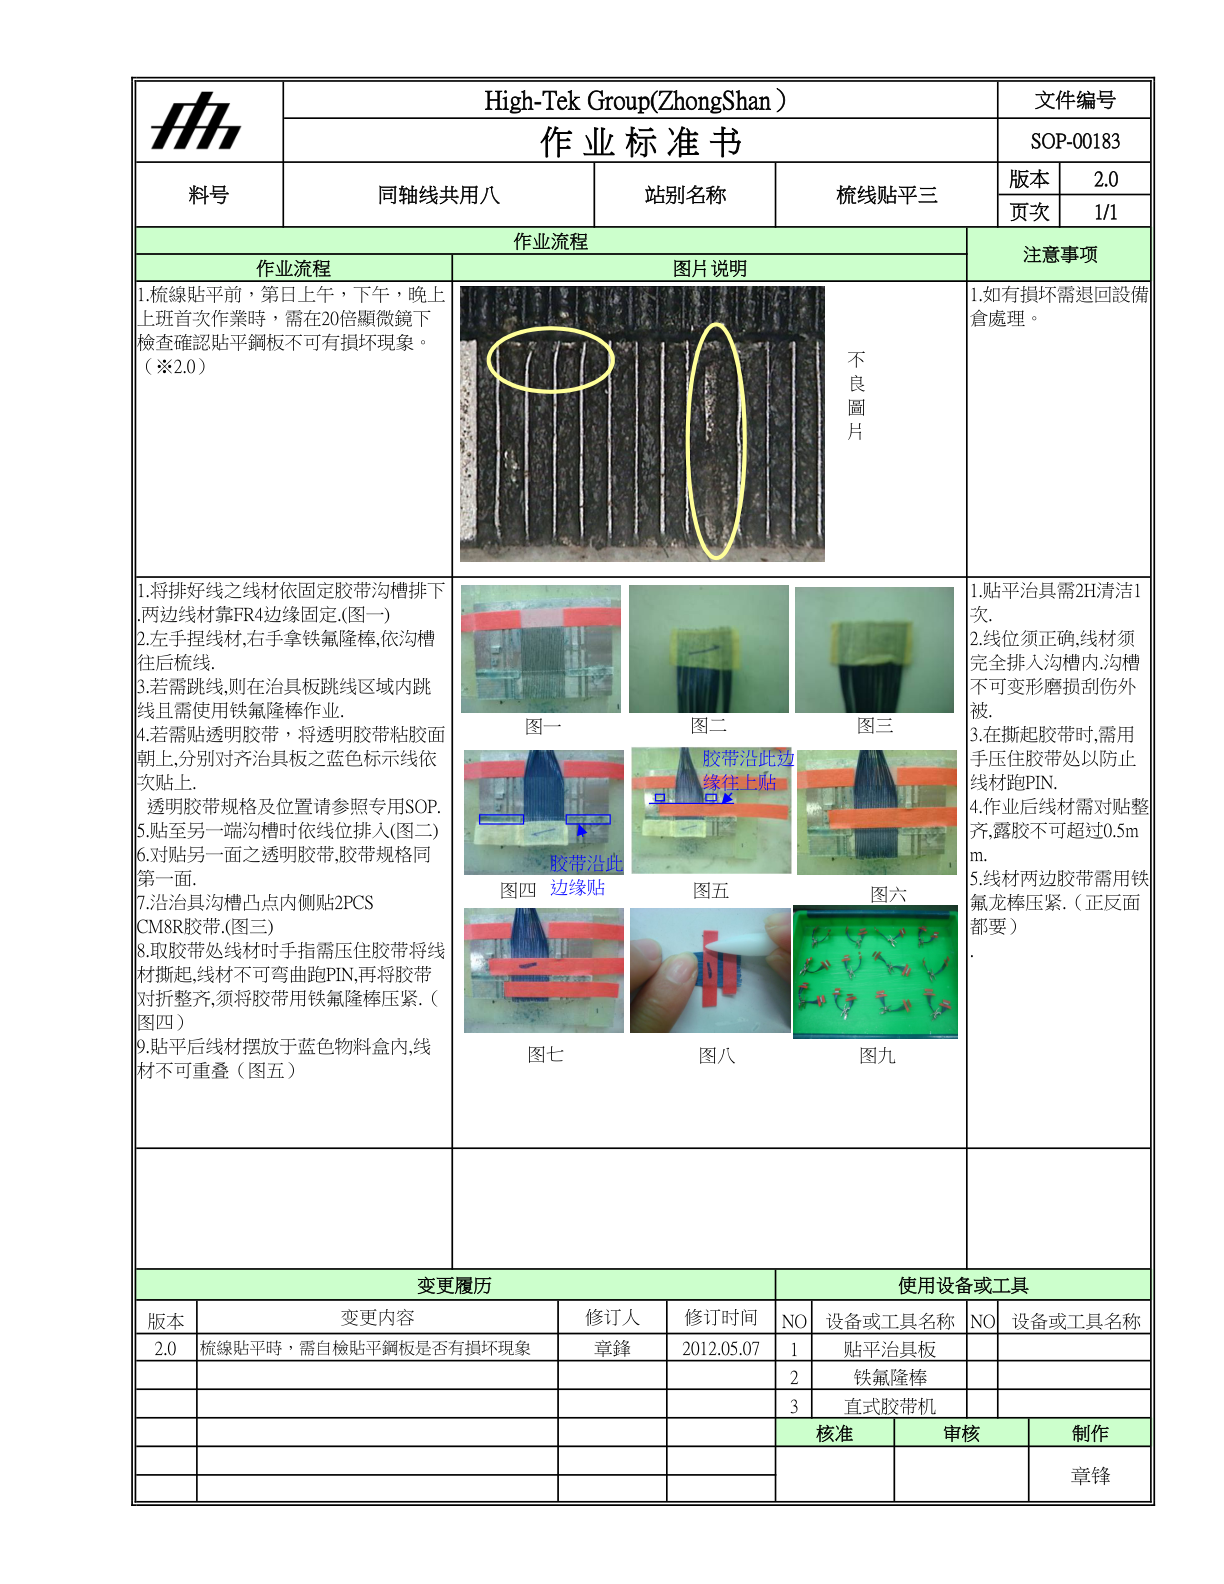 High-Tek Group(ZhongShan）
文件编号
作 业 标 准 书
SOP-00183
料号
同轴线共用八
站别名称
梳线贴平三
版本
2.0
页次
1/1
作业流程
注意事项
作业流程
图片说明
1.梳線貼平前，第日上午，下午，晚上
上班首次作業時，需在20倍顯微鏡下
檢查確認貼平鋼板不可有損坏現象。
（※2.0）
不
良
圖
片
1.如有損坏需退回設備
倉處理。
1.将排好线之线材依固定胶带沟槽排下
.两边线材靠FR4边缘固定.(图一)
2.左手捏线材,右手拿铁氟隆棒,依沟槽
往后梳线.
3.若需跳线,则在治具板跳线区域内跳
线且需使用铁氟隆棒作业.
4.若需贴透明胶带，将透明胶带粘胶面
朝上,分别对齐治具板之蓝色标示线依
次贴上.
透明胶带规格及位置请参照专用SOP.
5.贴至另一端沟槽时依线位排入(图二)
6.对贴另一面之透明胶带,胶带规格同
第一面.
7.沿治具沟槽凸点内侧贴2PCS
CM8R胶带.(图三)
8.取胶带处线材时手指需压住胶带将线
材撕起,线材不可弯曲跑PIN,再将胶带
对折整齐,须将胶带用铁氟隆棒压紧.（
图四）
9.貼平后线材摆放于蓝色物料盒内,线
材不可重叠（图五）
图一
图二
图三
胶带沿此边
缘往上贴
胶带沿此
边缘贴
图四
图五
图六
图七
图八
图九
1.贴平治具需2H清洁1
次.
2.线位须正确,线材须
完全排入沟槽内.沟槽
不可变形磨损刮伤外
被.
3.在撕起胶带时,需用
手压住胶带处以防止
线材跑PIN.
4.作业后线材需对贴整
齐,露胶不可超过0.5m
m.
5.线材两边胶带需用铁
氟龙棒压紧.（正反面
都要）
.
变更履历
使用设备或工具
版本
变更内容
修订人
修订时间
NO
设备或工具名称
NO
设备或工具名称
2.0
梳線貼平時，需自檢貼平鋼板是否有損坏現象
章鋒
2012.05.07
1
贴平治具板
2
铁氟隆棒
3
直式胶带机
核准
审核
制作
章锋